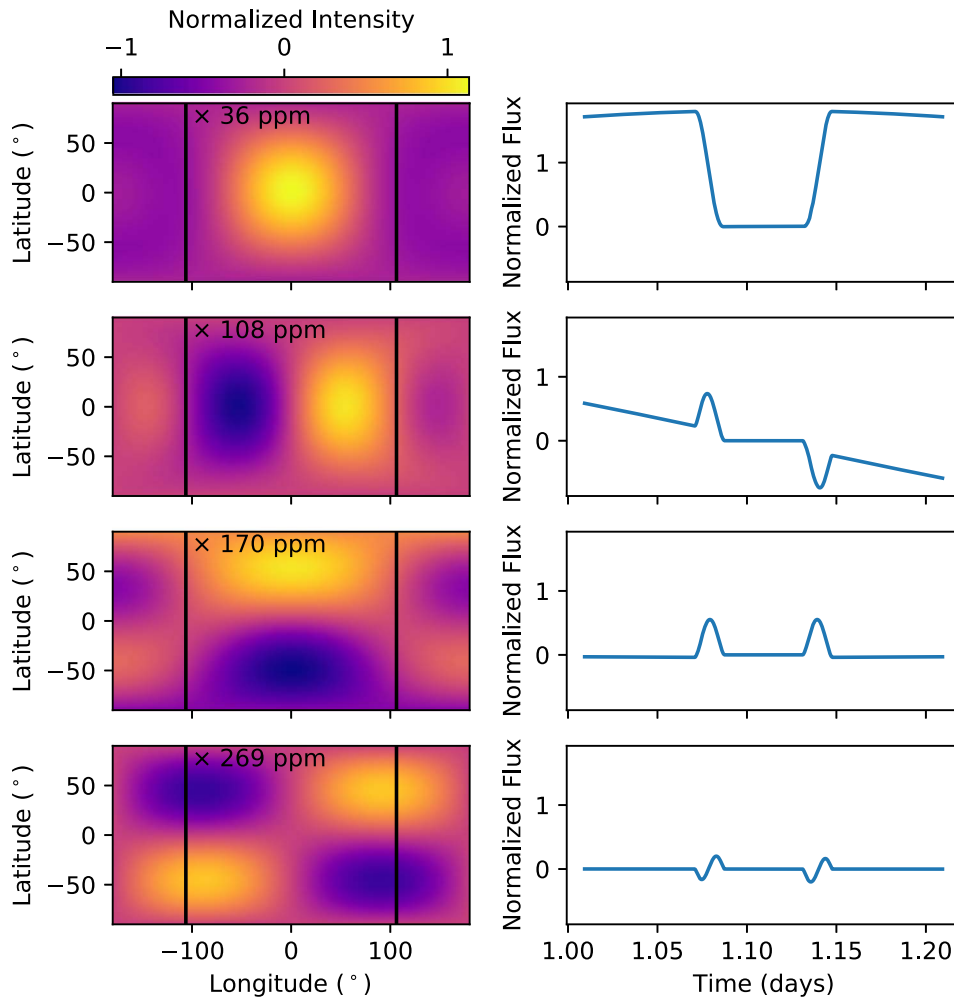 Normalized Intensity
−1 0 1
× 36 ppm
Latitude (°)
50
0
−50
Normalized Flux
1
0
× 108 ppm
Latitude (°)
50
0
−50
Normalized Flux
1
0
× 170 ppm
Latitude (°)
50
0
−50
Normalized Flux
1
0
× 269 ppm
Latitude (°)
50
0
−50
Normalized Flux
1
0
−100 0 100
Longitude (°)
1.00 1.05 1.10 1.15 1.20
Time (days)